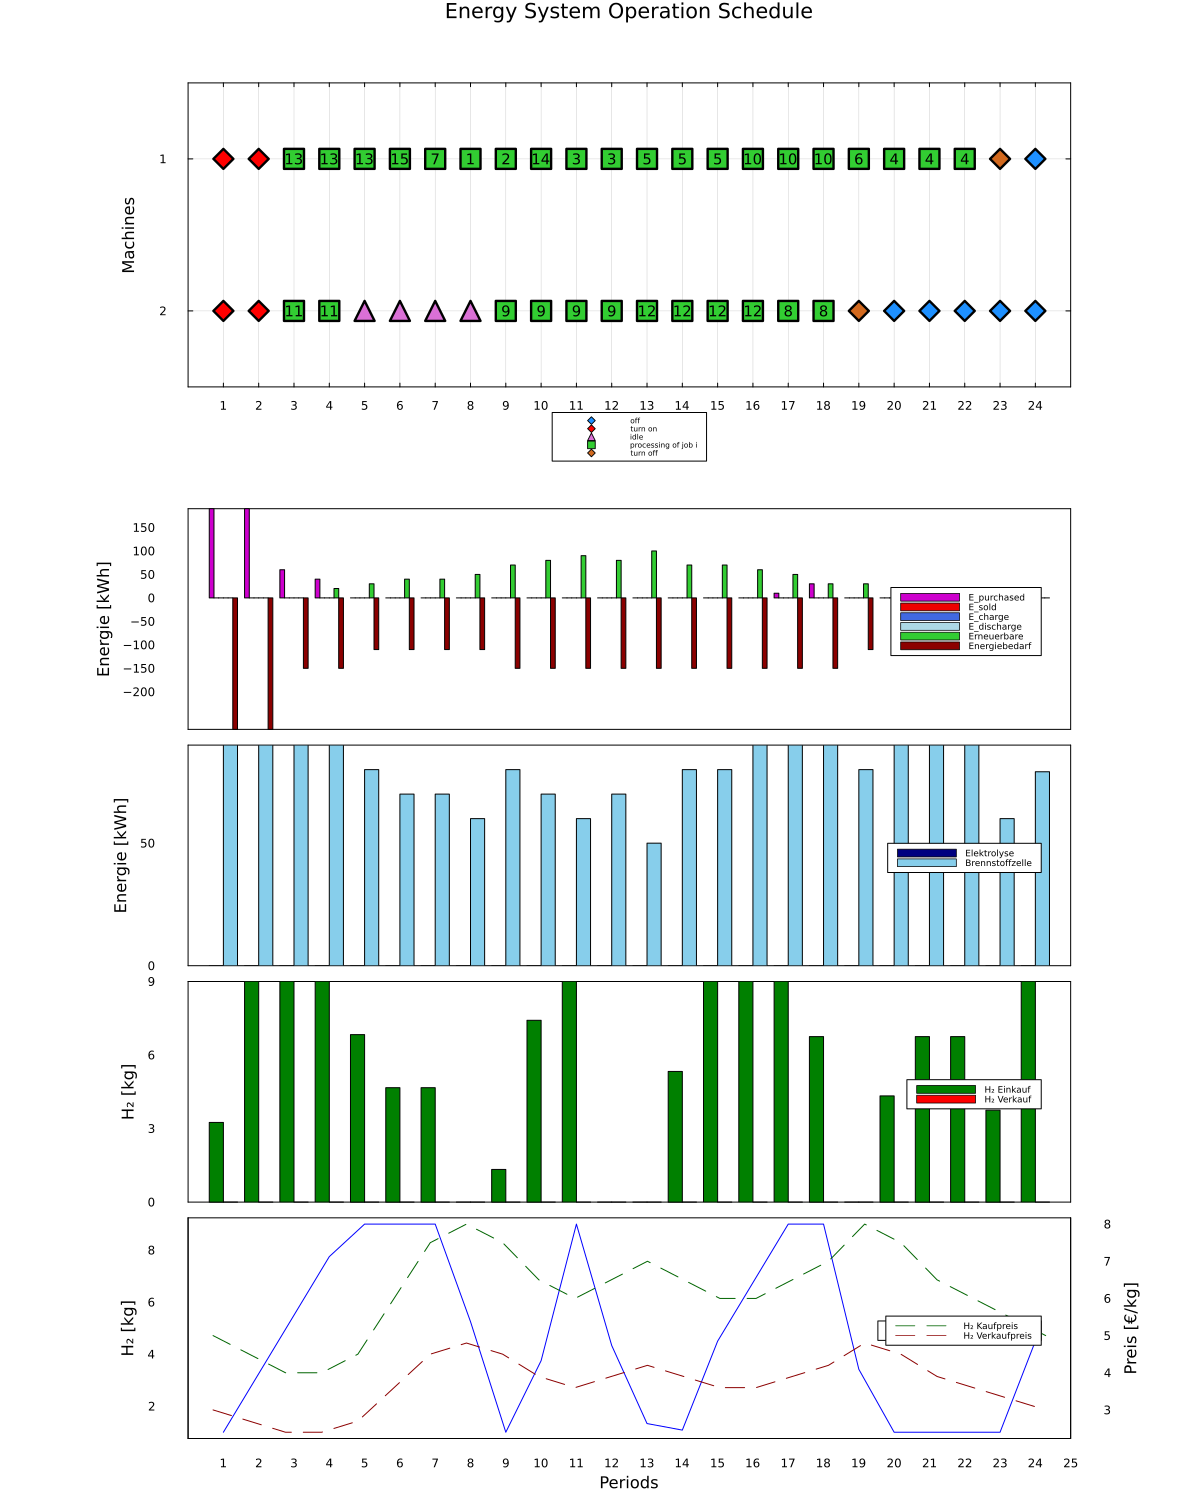 Energy System Operation Schedule
Machines
1
13 13 13 15 7 1 2 14 3 3 5 5 5 10 10 10 6 4 4 4
2
11 11 9 9 9 9 12 12 12 12 8 8
1 2 3 4 5 6 7 8 9 10 11 12 13 14 15 16 17 18 19 20 21 22 23 24
off
turn on
idle
processing of job i
turn off
Energie [kWh]
150
100
50
0
−50
−100
−150
−200
E_purchased
E_sold
E_charge
E_discharge
Erneuerbare
Energiebedarf
Energie [kWh]
50
0
Elektrolyse
Brennstoffzelle
H₂ [kg]
9
6
3
0
H₂ Einkauf
H₂ Verkauf
H₂ [kg]
8
6
4
2
8
7
6
5
4
3
Preis [€/kg]
H₂ Kaufpreis
H₂ Verkaufpreis
1 2 3 4 5 6 7 8 9 10 11 12 13 14 15 16 17 18 19 20 21 22 23 24 25
Periods